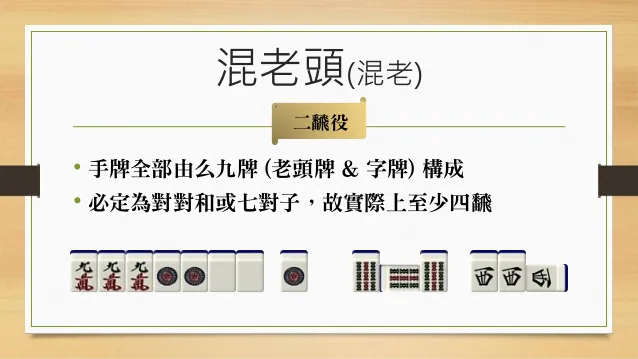 混老頭(混老)
二飜役
• 手牌全部由么九牌 (老頭牌 & 字牌) 構成
• 必定為對對和或七對子，故實際上至少四飜
九萬 九萬 九萬 西 西 西